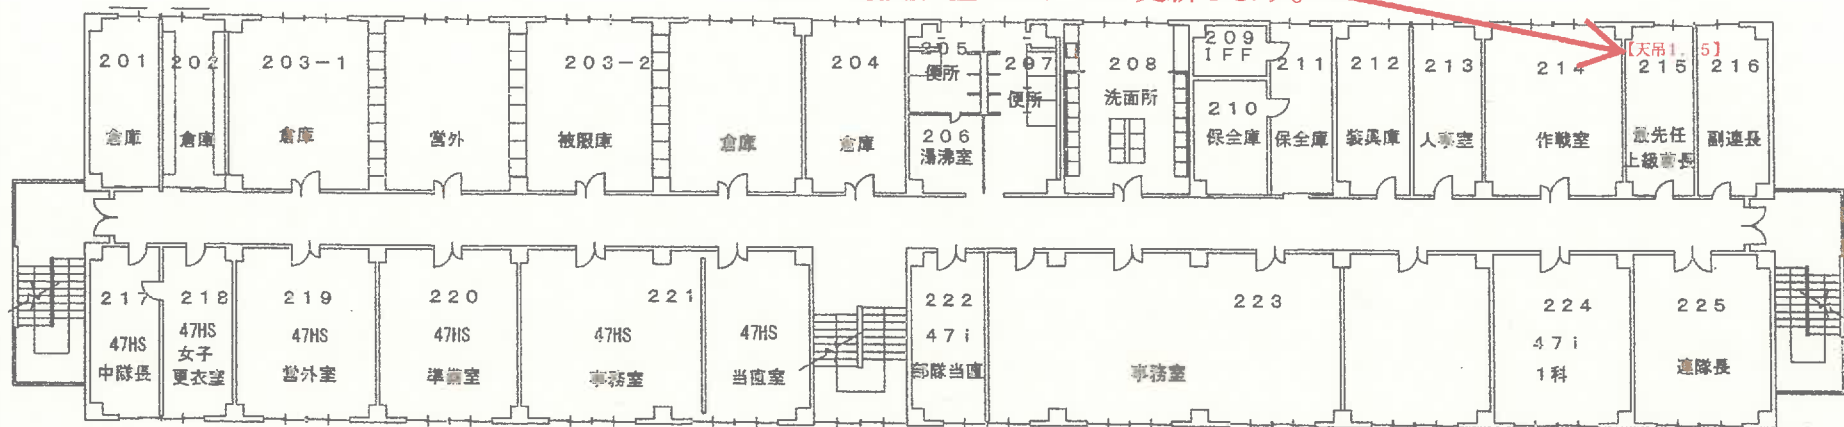 【天吊1.5】
201
倉庫
202
倉庫
203-1
倉庫
営外
203-2
被服庫
倉庫
204
倉庫
205
便所
206
湯沸室
207
便所
208
洗面所
209
IFF
210
保全庫
211
保全庫
212
装具庫
213
人事室
214
作戦室
215
最先任
上級曹長
216
副連長
217
47HS
中隊長
218
47HS
女子
更衣室
219
47HS
営外室
220
47HS
準備室
221
47HS
事務室
47HS
当直室
222
47i
部隊当直
223
事務室
224
47i
1科
225
連隊長